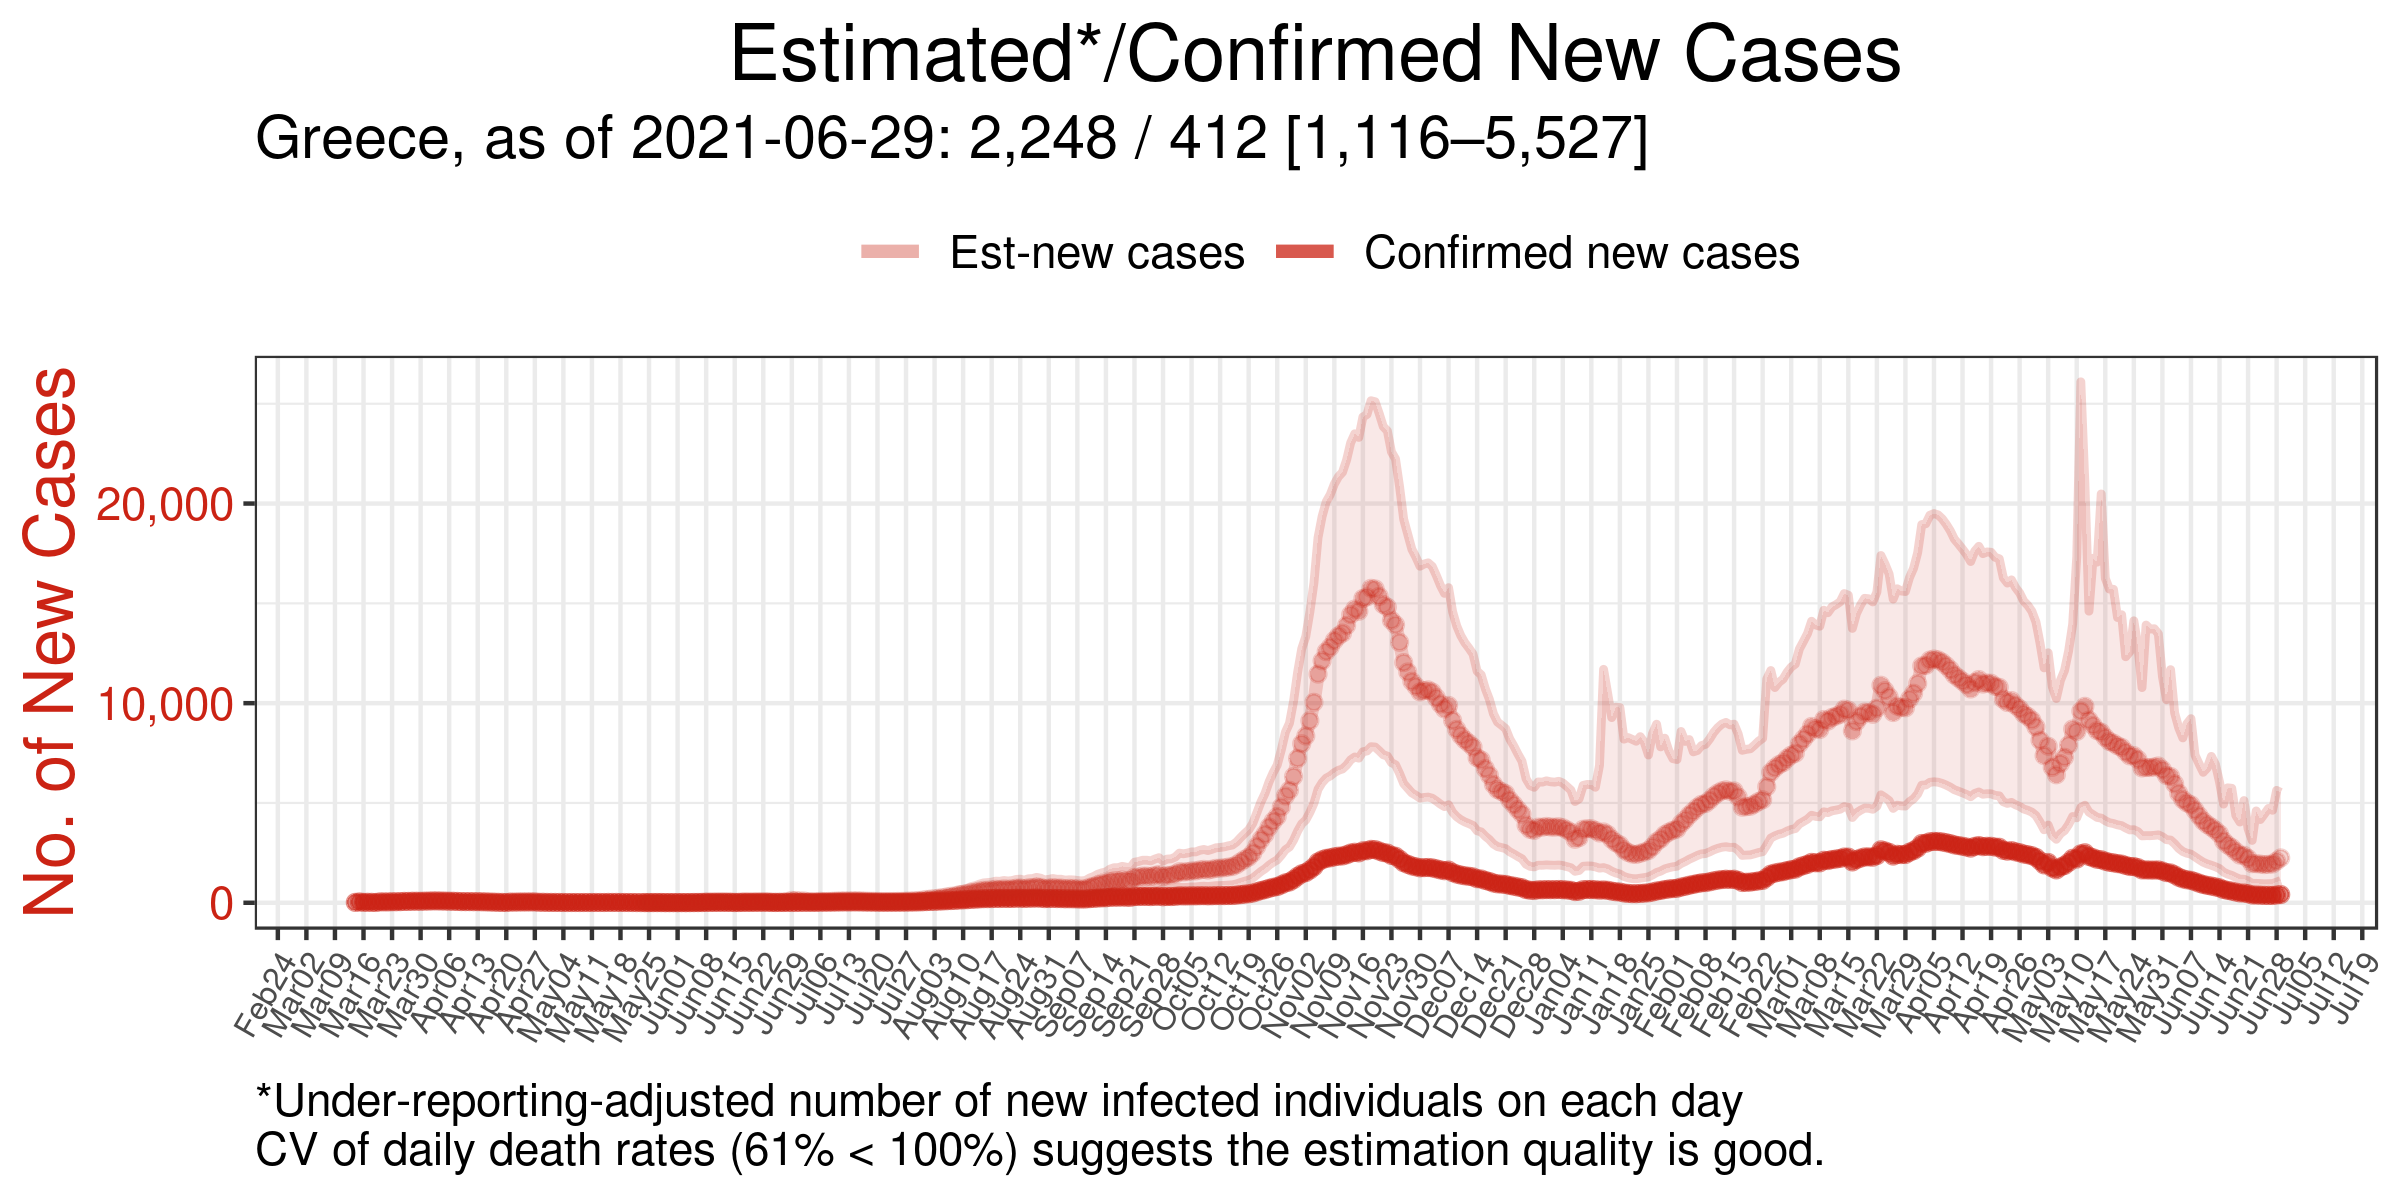 Estimated*/Confirmed New Cases
Greece, as of 2021-06-29: 2,248 / 412 [1,116–5,527]
Est-new cases Confirmed new cases
No. of New Cases
20,000
10,000
0
Feb24 Mar02 Mar09 Mar16 Mar23 Mar30 Apr06 Apr13 Apr20 Apr27 May04 May11 May18 May25 Jun01 Jun08 Jun15 Jun22 Jun29 Jul06 Jul13 Jul20 Jul27 Aug03 Aug10 Aug17 Aug24 Aug31 Sep07 Sep14 Sep21 Sep28 Oct05 Oct12 Oct19 Oct26 Nov02 Nov09 Nov16 Nov23 Nov30 Dec07 Dec14 Dec21 Dec28 Jan04 Jan11 Jan18 Jan25 Feb01 Feb08 Feb15 Feb22 Mar01 Mar08 Mar15 Mar22 Mar29 Apr05 Apr12 Apr19 Apr26 May03 May10 May17 May24 May31 Jun07 Jun14 Jun21 Jun28 Jul05 Jul12 Jul19
*Under-reporting-adjusted number of new infected individuals on each day
CV of daily death rates (61% < 100%) suggests the estimation quality is good.